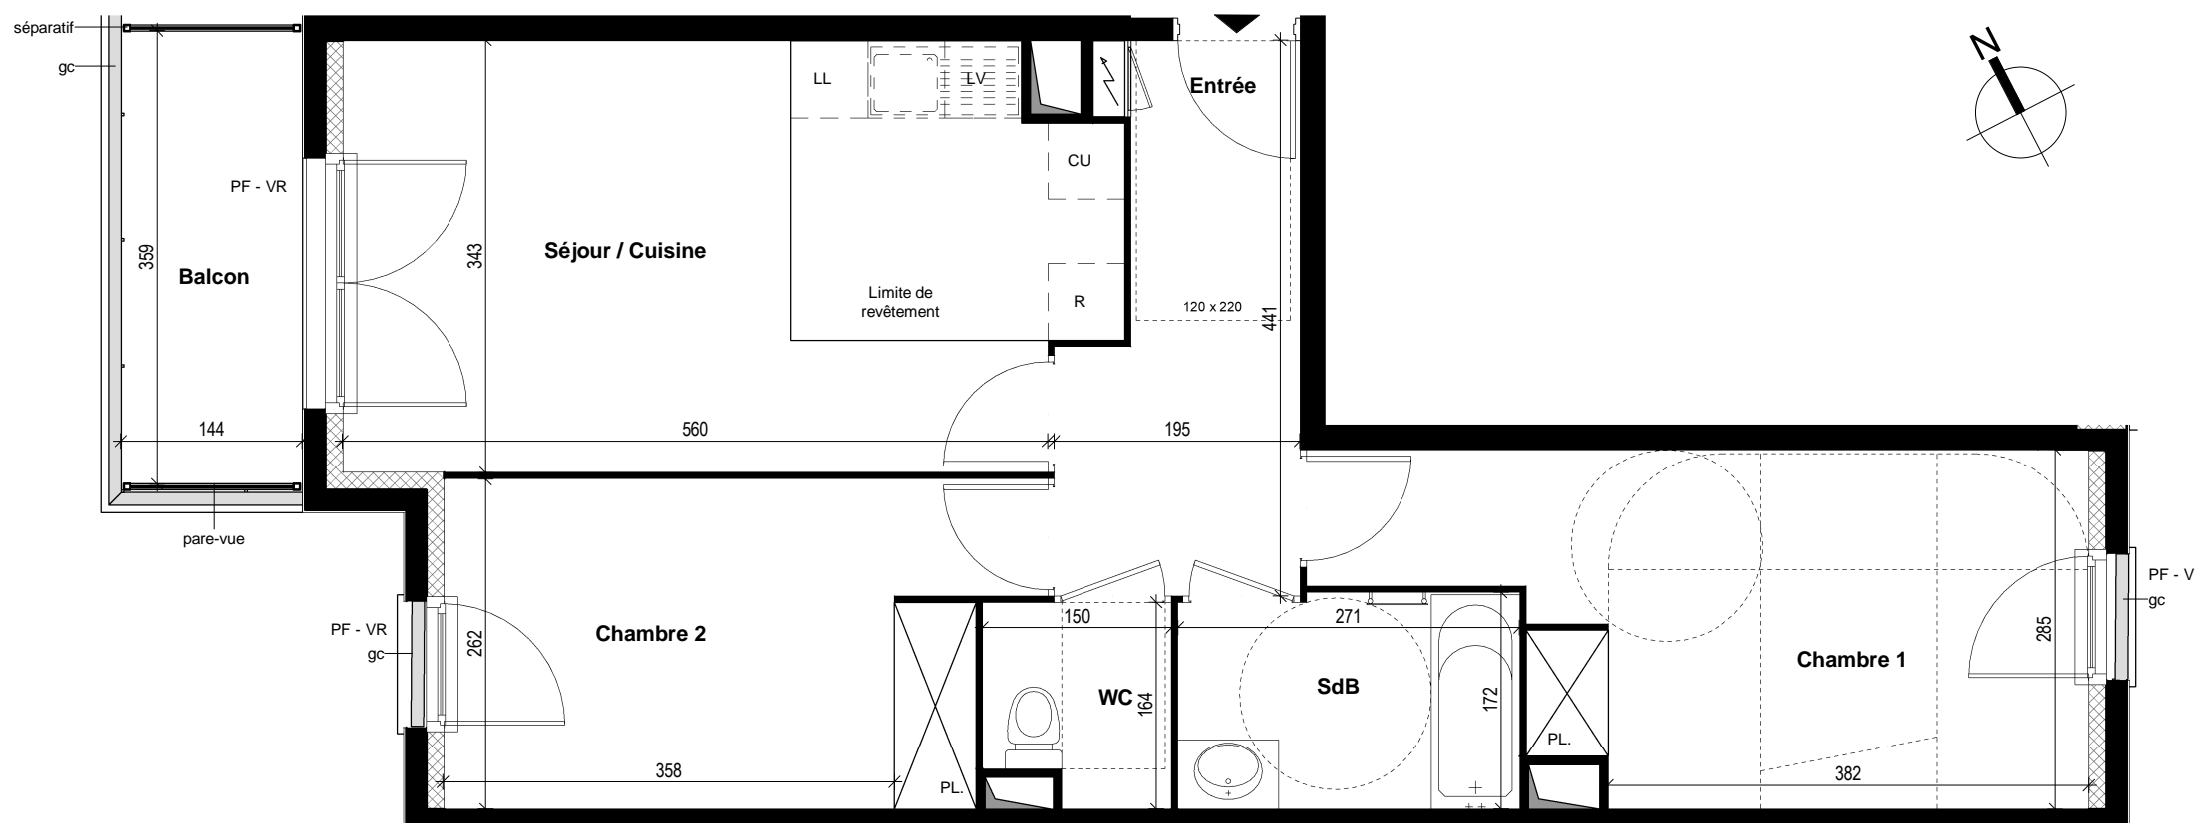 séparatif
gc
N
LL
LV
Entrée
CU
PF - VR
359
343
Séjour / Cuisine
Balcon
Limite de
revêtement
R
120 x 220
441
144
560
195
pare-vue
PF - V
gc
PF - VR
gc
262
Chambre 2
150
271
285
Chambre 1
WC
164
SdB
172
358
PL.
PL.
382